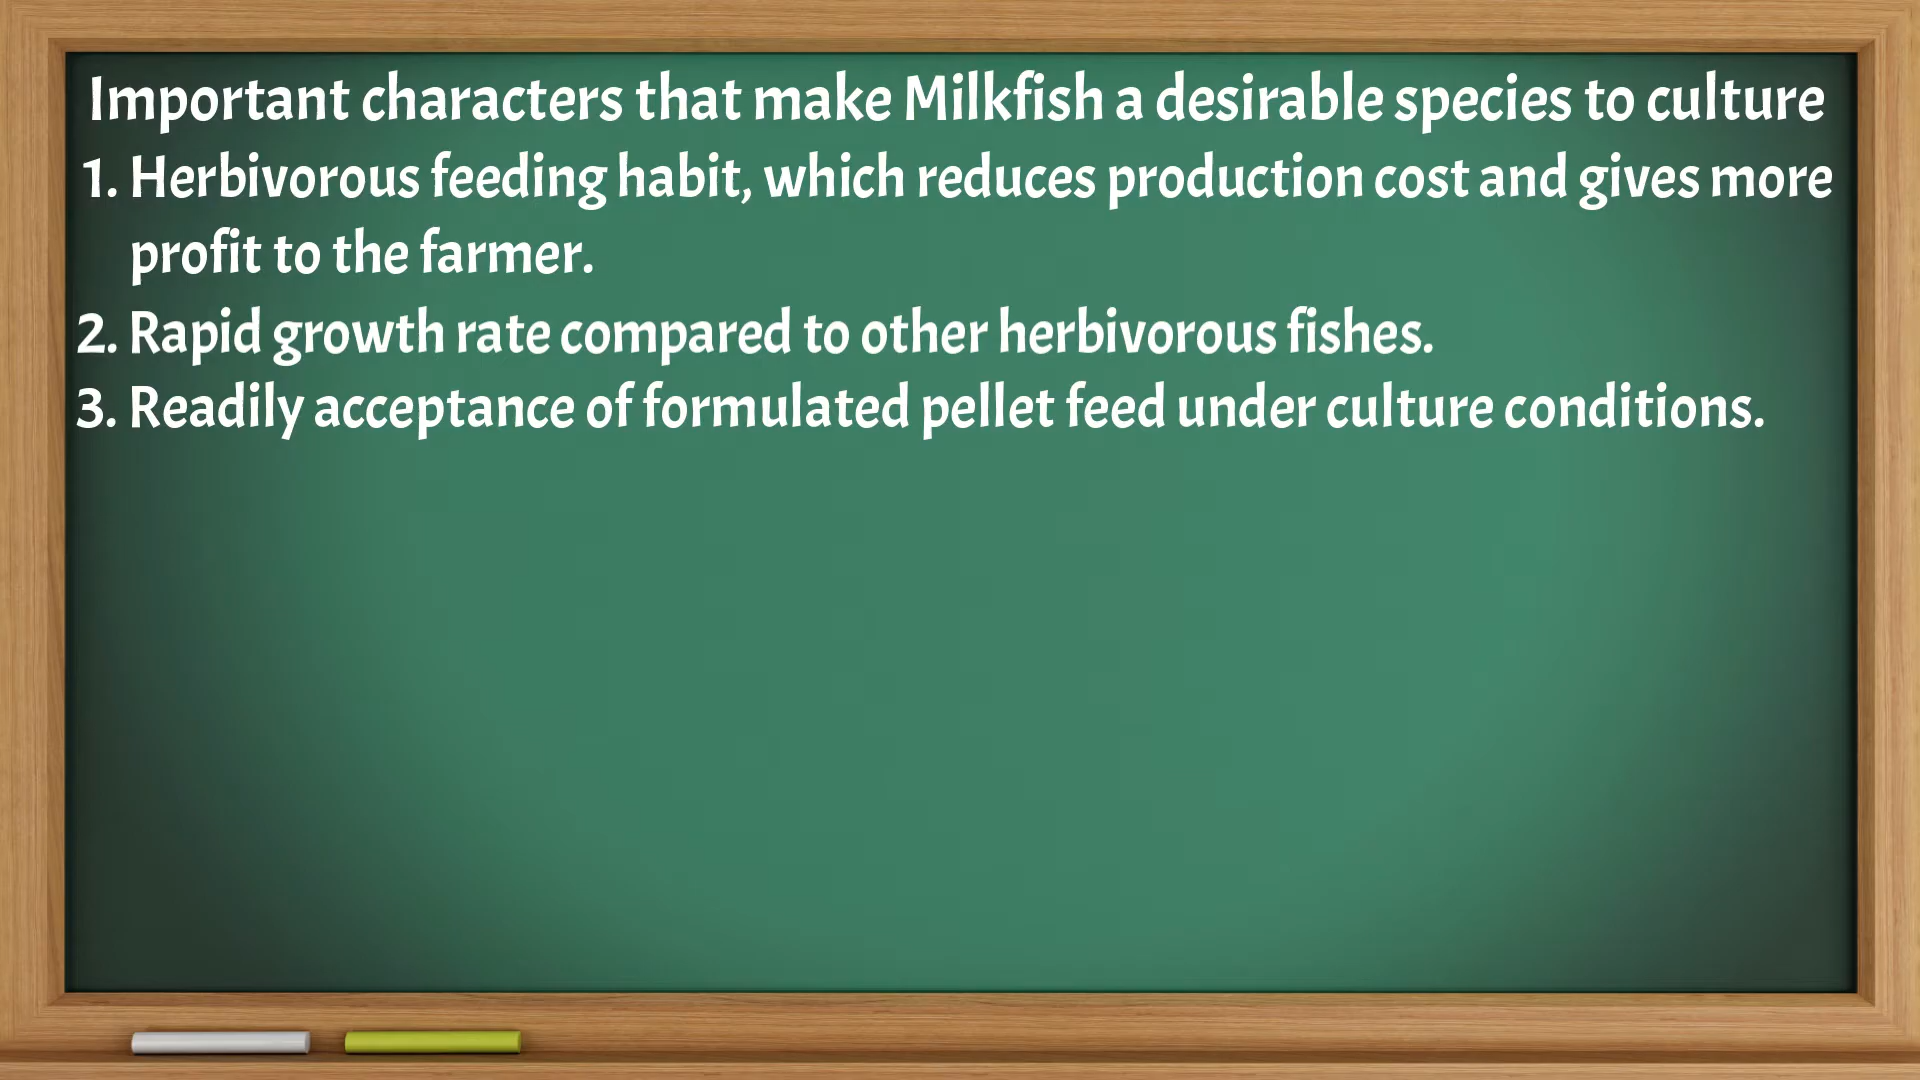 Important characters that make Milkfish a desirable species to culture
1. Herbivorous feeding habit, which reduces production cost and gives more
profit to the farmer.
2. Rapid growth rate compared to other herbivorous fishes.
3. Readily acceptance of formulated pellet feed under culture conditions.